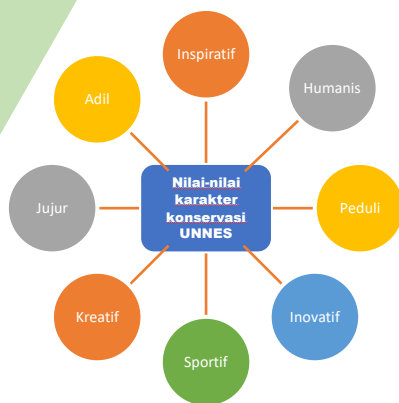 Inspiratif
Humanis
Adil
Nilai-nilai
karakter
konservasi
UNNES
Jujur
Peduli
Kreatif
Inovatif
Sportif